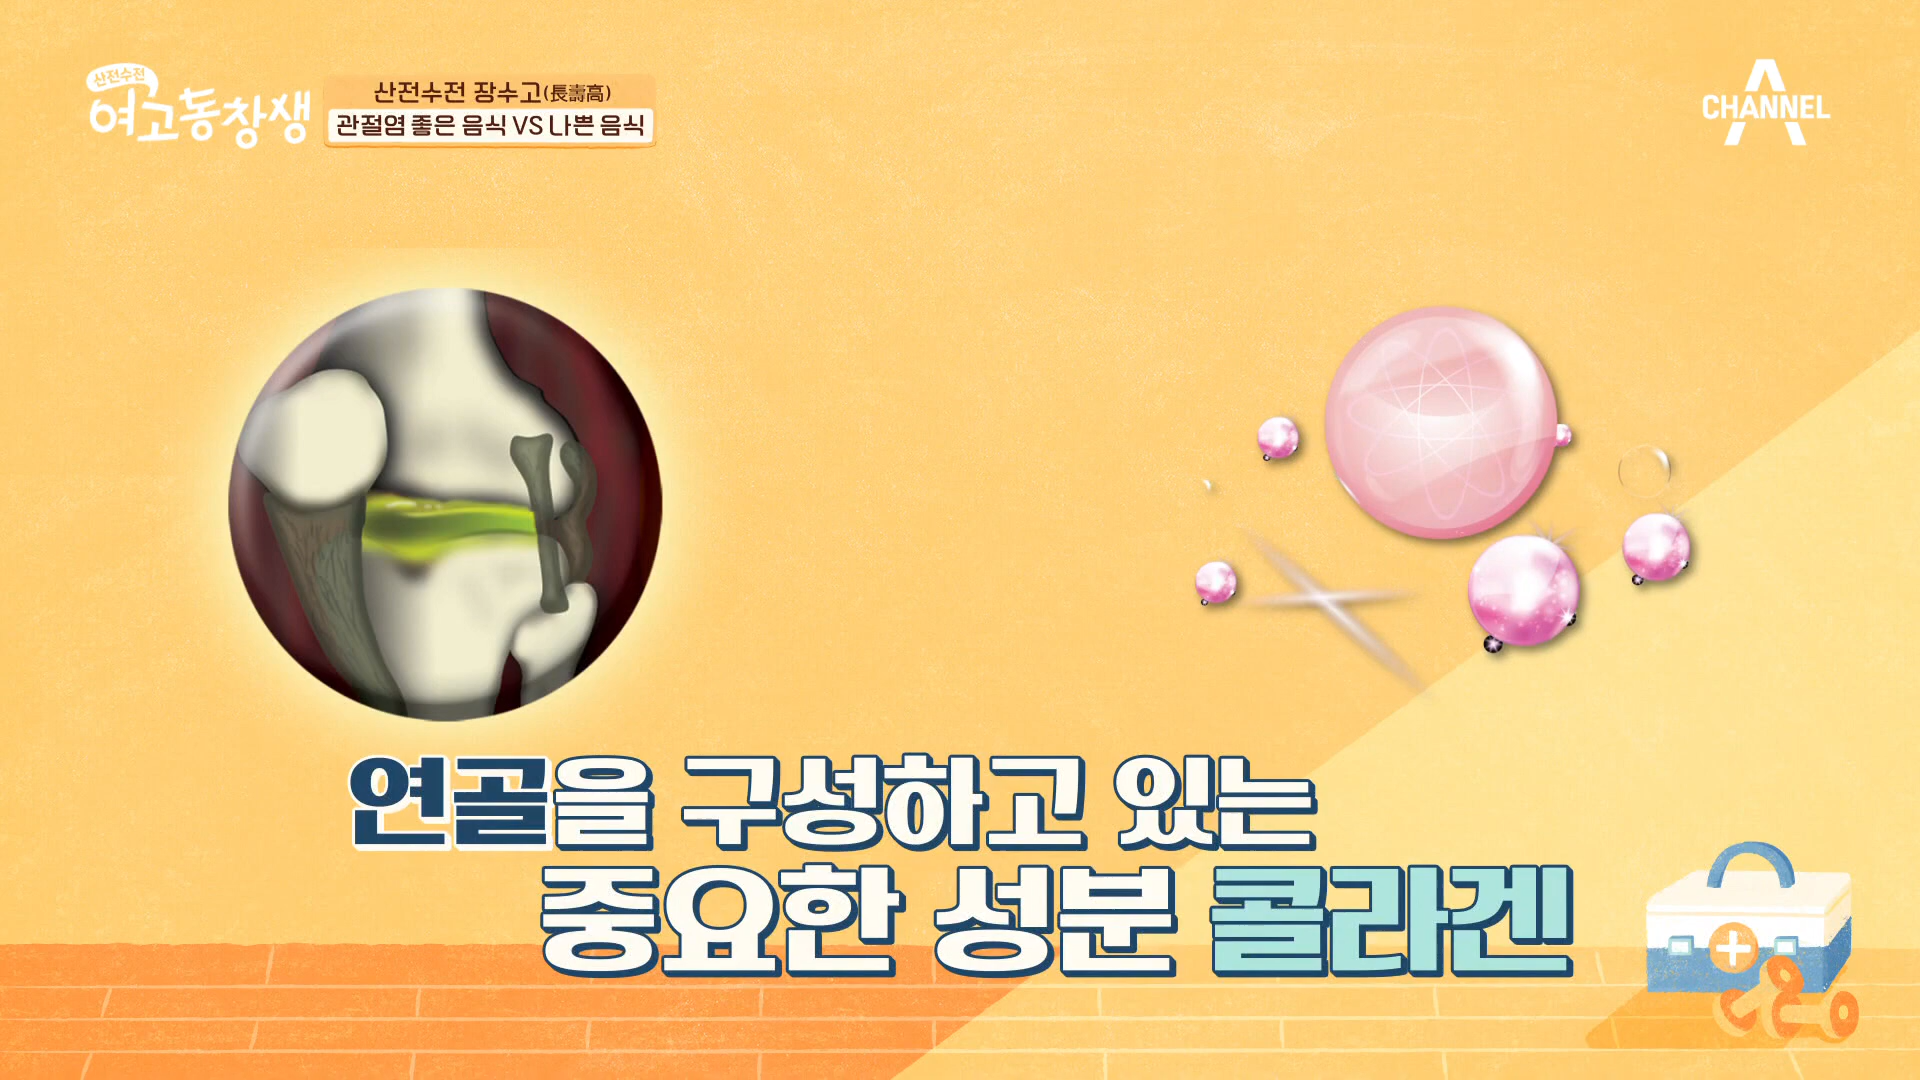 산전수전
여고동창생
산전수전 장수고(長壽高)
관절염 좋은 음식 VS 나쁜 음식
CHANNEL A
연골을 구성하고 있는
중요한 성분 콜라겐